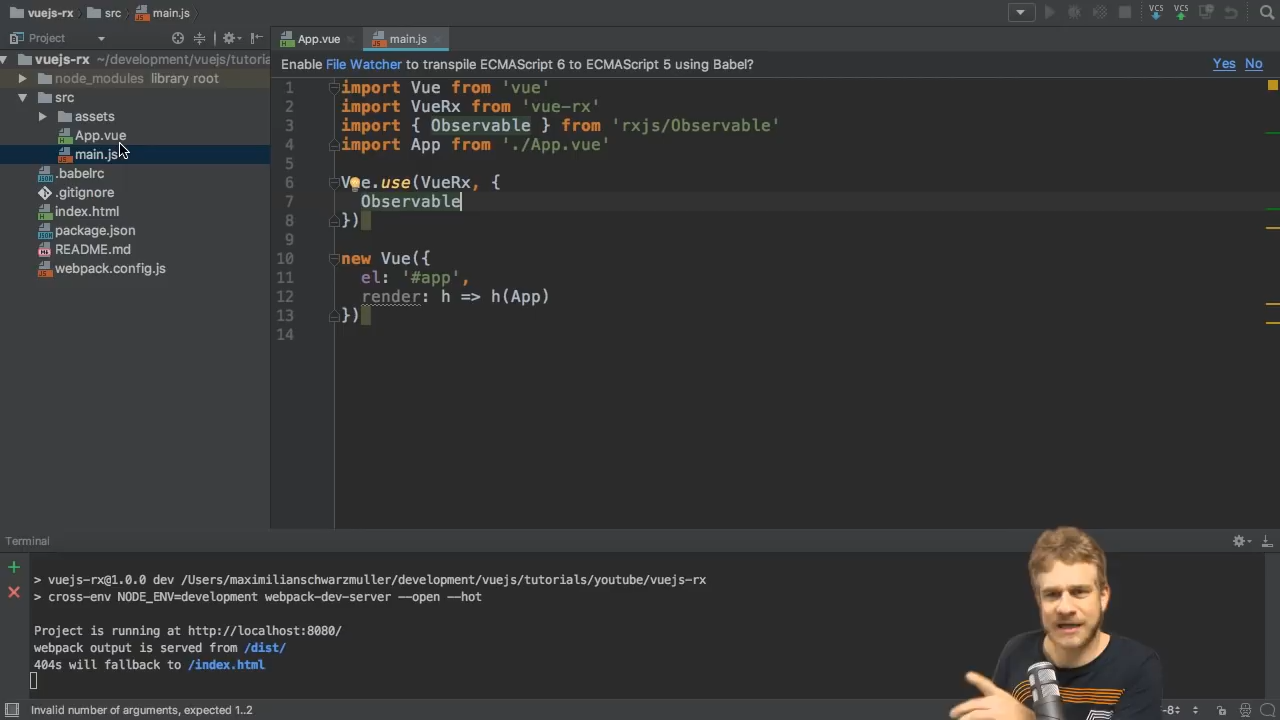 vuejs-rx src main.js
VCS VCS
Project
App.vue main.js
Enable File Watcher to transpile ECMAScript 6 to ECMAScript 5 using Babel? Yes No
vuejs-rx ~/development/vuejs/tutoria
node_modules library root
src
assets
App.vue
main.js
.babelrc
.gitignore
index.html
package.json
README.md
webpack.config.js
1 import Vue from 'vue'
2 import VueRx from 'vue-rx'
3 import { Observable } from 'rxjs/Observable'
4 import App from './App.vue'
5
6 Vue.use(VueRx, {
7 Observable
8 })
9
10 new Vue({
11 el: '#app',
12 render: h => h(App)
13 })
14
Terminal
> vuejs-rx@1.0.0 dev /Users/maximilianschwarzmuller/development/vuejs/tutorials/youtube/vuejs-rx
> cross-env NODE_ENV=development webpack-dev-server --open --hot
Project is running at http://localhost:8080/
webpack output is served from /dist/
404s will fallback to /index.html
Invalid number of arguments, expected 1..2
-8